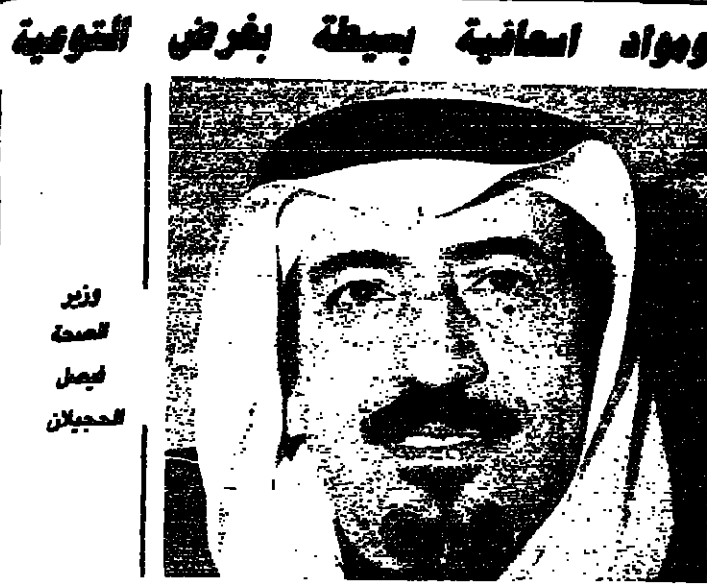 ومواد اسعافية بسيطة بغرض التوعية
وزير
الصحة
فيصل
الحجيلان